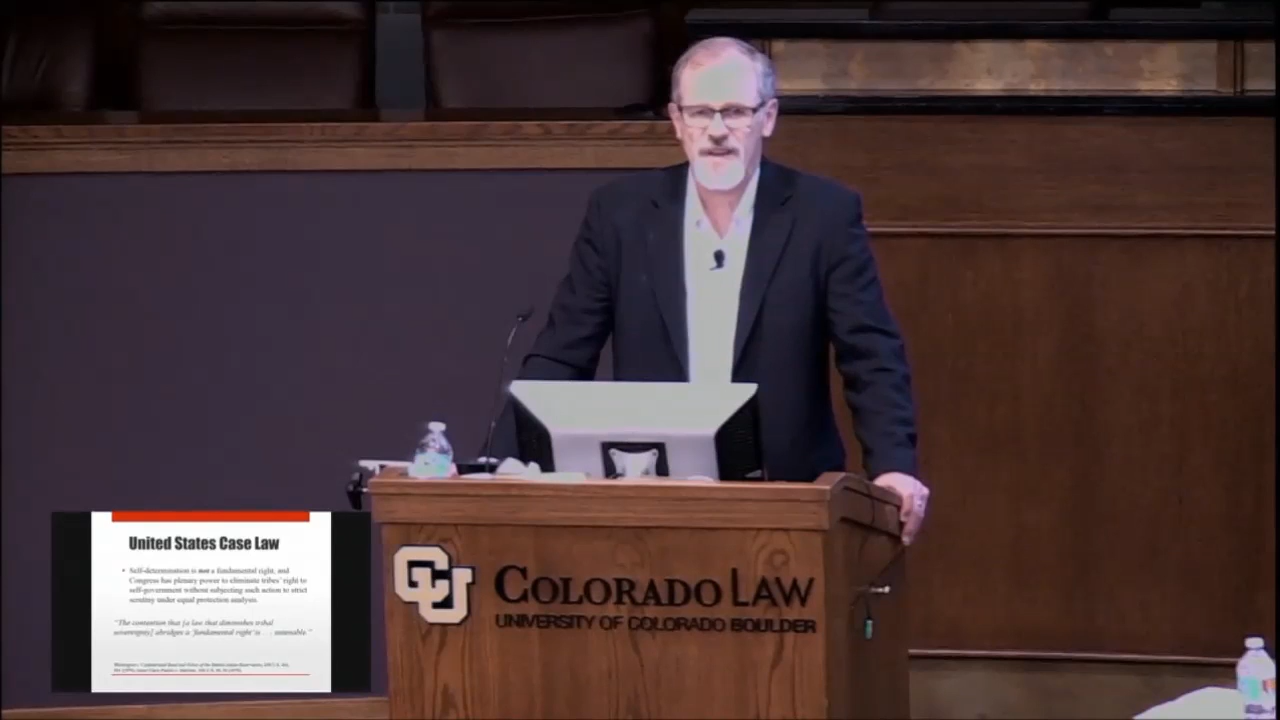 United States Case Law
• Self-determination is not a fundamental right, and
Congress has plenary power to eliminate tribes' right to
self-government without subjecting such action to strict
scrutiny under equal protection analysis.
"The contention that [a law that diminishes tribal
sovereignty] abridges a 'fundamental right' is . . . untenable."
CU
COLORADO LAW
UNIVERSITY OF COLORADO BOULDER